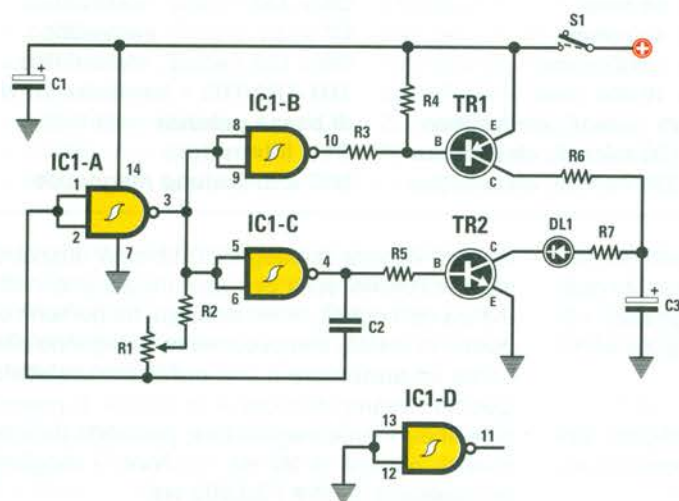 S1
+
+
C1
R4
TR1
E
B
C
IC1-B
8
9
10
R3
R6
IC1-A
1
2
14
3
7
IC1-C
5
6
4
R5
TR2
C
B
E
DL1
R7
+
C3
R2
C2
R1
IC1-D
13
12
11